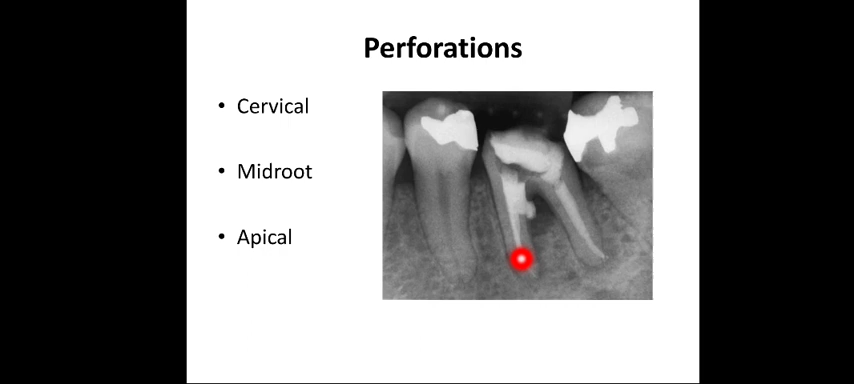 Perforations
• Cervical
• Midroot
• Apical